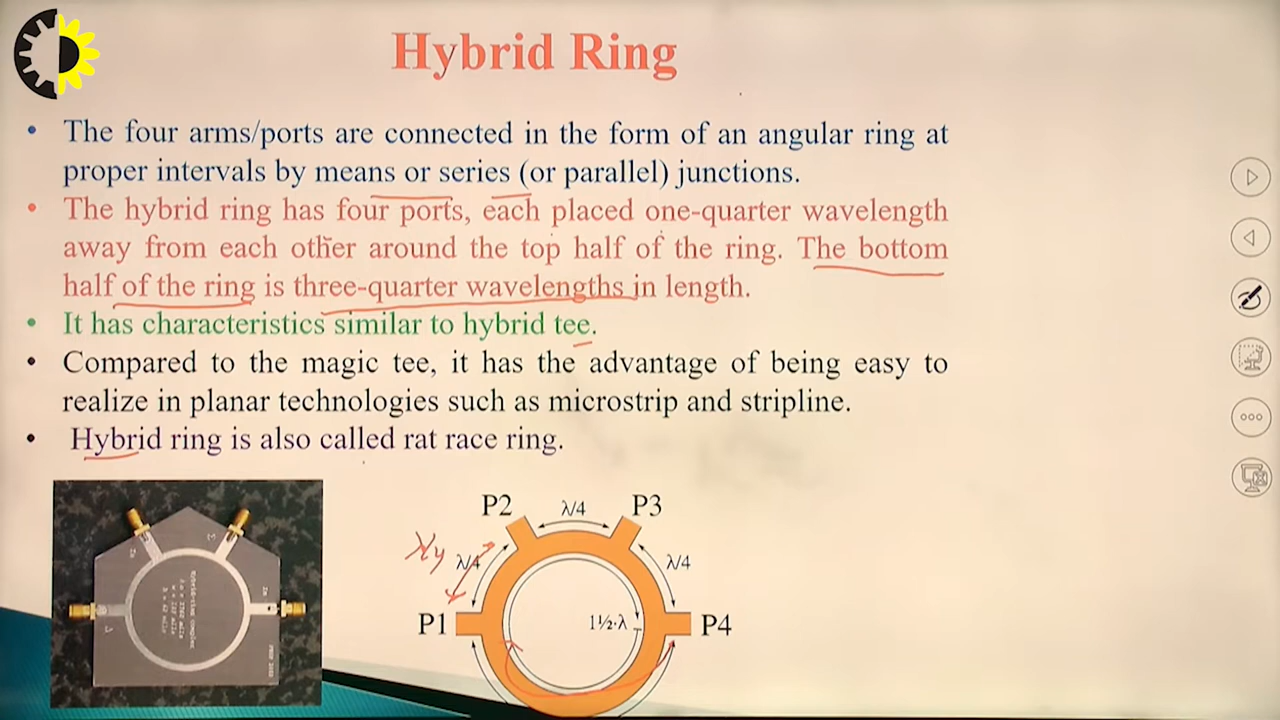 Hybrid Ring
• The four arms/ports are connected in the form of an angular ring at
proper intervals by means or series (or parallel) junctions.
• The hybrid ring has four ports, each placed one-quarter wavelength
away from each other around the top half of the ring. The bottom
half of the ring is three-quarter wavelengths in length.
• It has characteristics similar to hybrid tee.
• Compared to the magic tee, it has the advantage of being easy to
realize in planar technologies such as microstrip and stripline.
• Hybrid ring is also called rat race ring.
P2 λ/4 P3
λ/4 λ/4 λ/4
P1 1½·λ P4
Σ
Δ